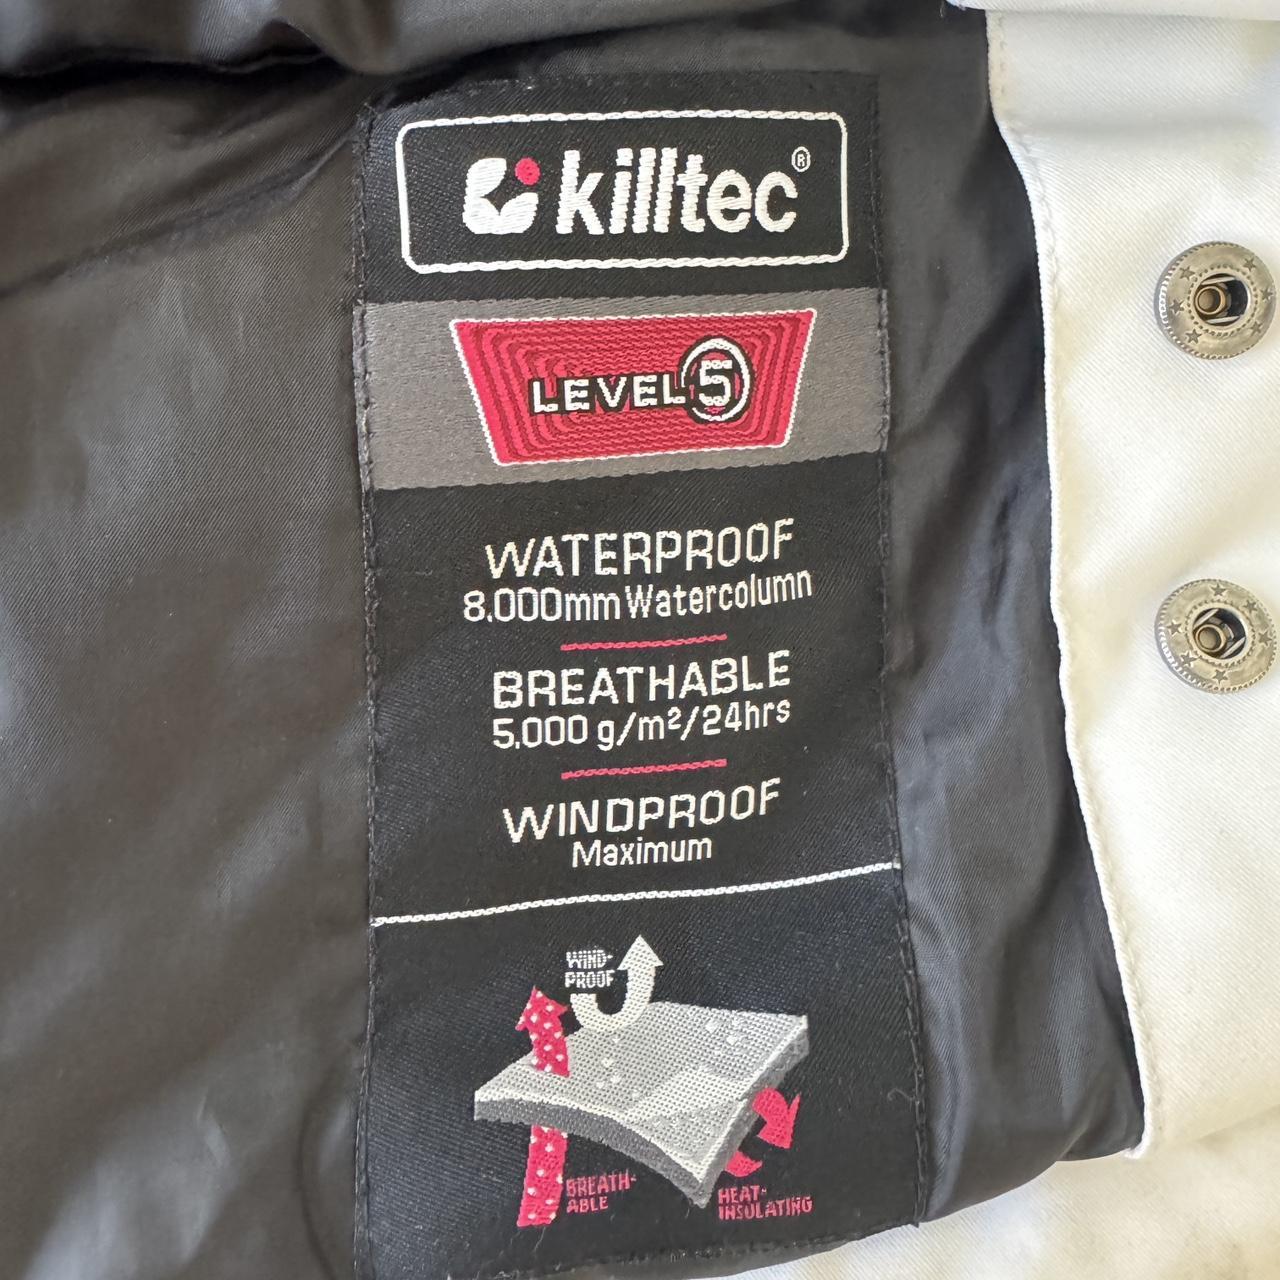 killtec®
LEVEL 5
WATERPROOF
8,000mm Watercolumn
BREATHABLE
5,000 g/m²/24hrs
WINDPROOF
Maximum
WIND-
PROOF
BREATH-
ABLE
HEAT-
INSULATING